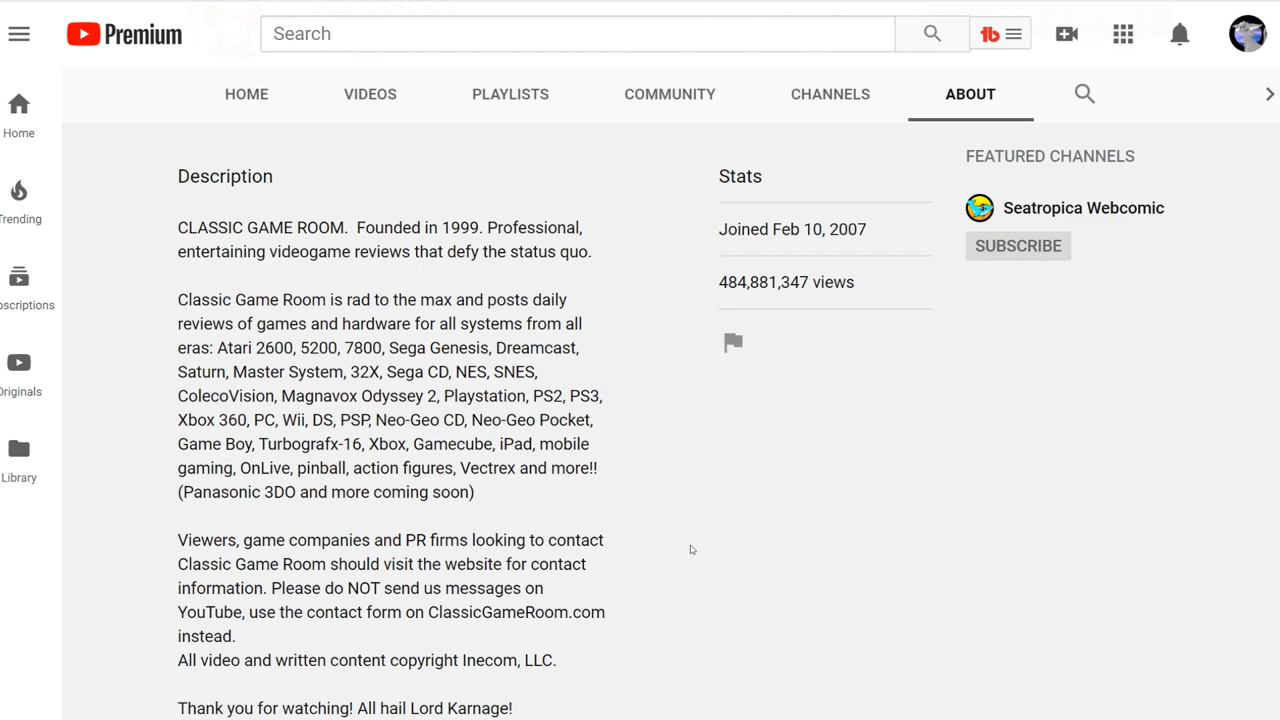 Premium
Search
HOME VIDEOS PLAYLISTS COMMUNITY CHANNELS ABOUT
Home
Trending
bscriptions
Originals
Library
Description
CLASSIC GAME ROOM. Founded in 1999. Professional,
entertaining videogame reviews that defy the status quo.
Classic Game Room is rad to the max and posts daily
reviews of games and hardware for all systems from all
eras: Atari 2600, 5200, 7800, Sega Genesis, Dreamcast,
Saturn, Master System, 32X, Sega CD, NES, SNES,
ColecoVision, Magnavox Odyssey 2, Playstation, PS2, PS3,
Xbox 360, PC, Wii, DS, PSP, Neo-Geo CD, Neo-Geo Pocket,
Game Boy, Turbografx-16, Xbox, Gamecube, iPad, mobile
gaming, OnLive, pinball, action figures, Vectrex and more!!
(Panasonic 3DO and more coming soon)
Viewers, game companies and PR firms looking to contact
Classic Game Room should visit the website for contact
information. Please do NOT send us messages on
YouTube, use the contact form on ClassicGameRoom.com
instead.
All video and written content copyright Inecom, LLC.
Thank you for watching! All hail Lord Karnage!
Stats
Joined Feb 10, 2007
484,881,347 views
FEATURED CHANNELS
Seatropica Webcomic
SUBSCRIBE